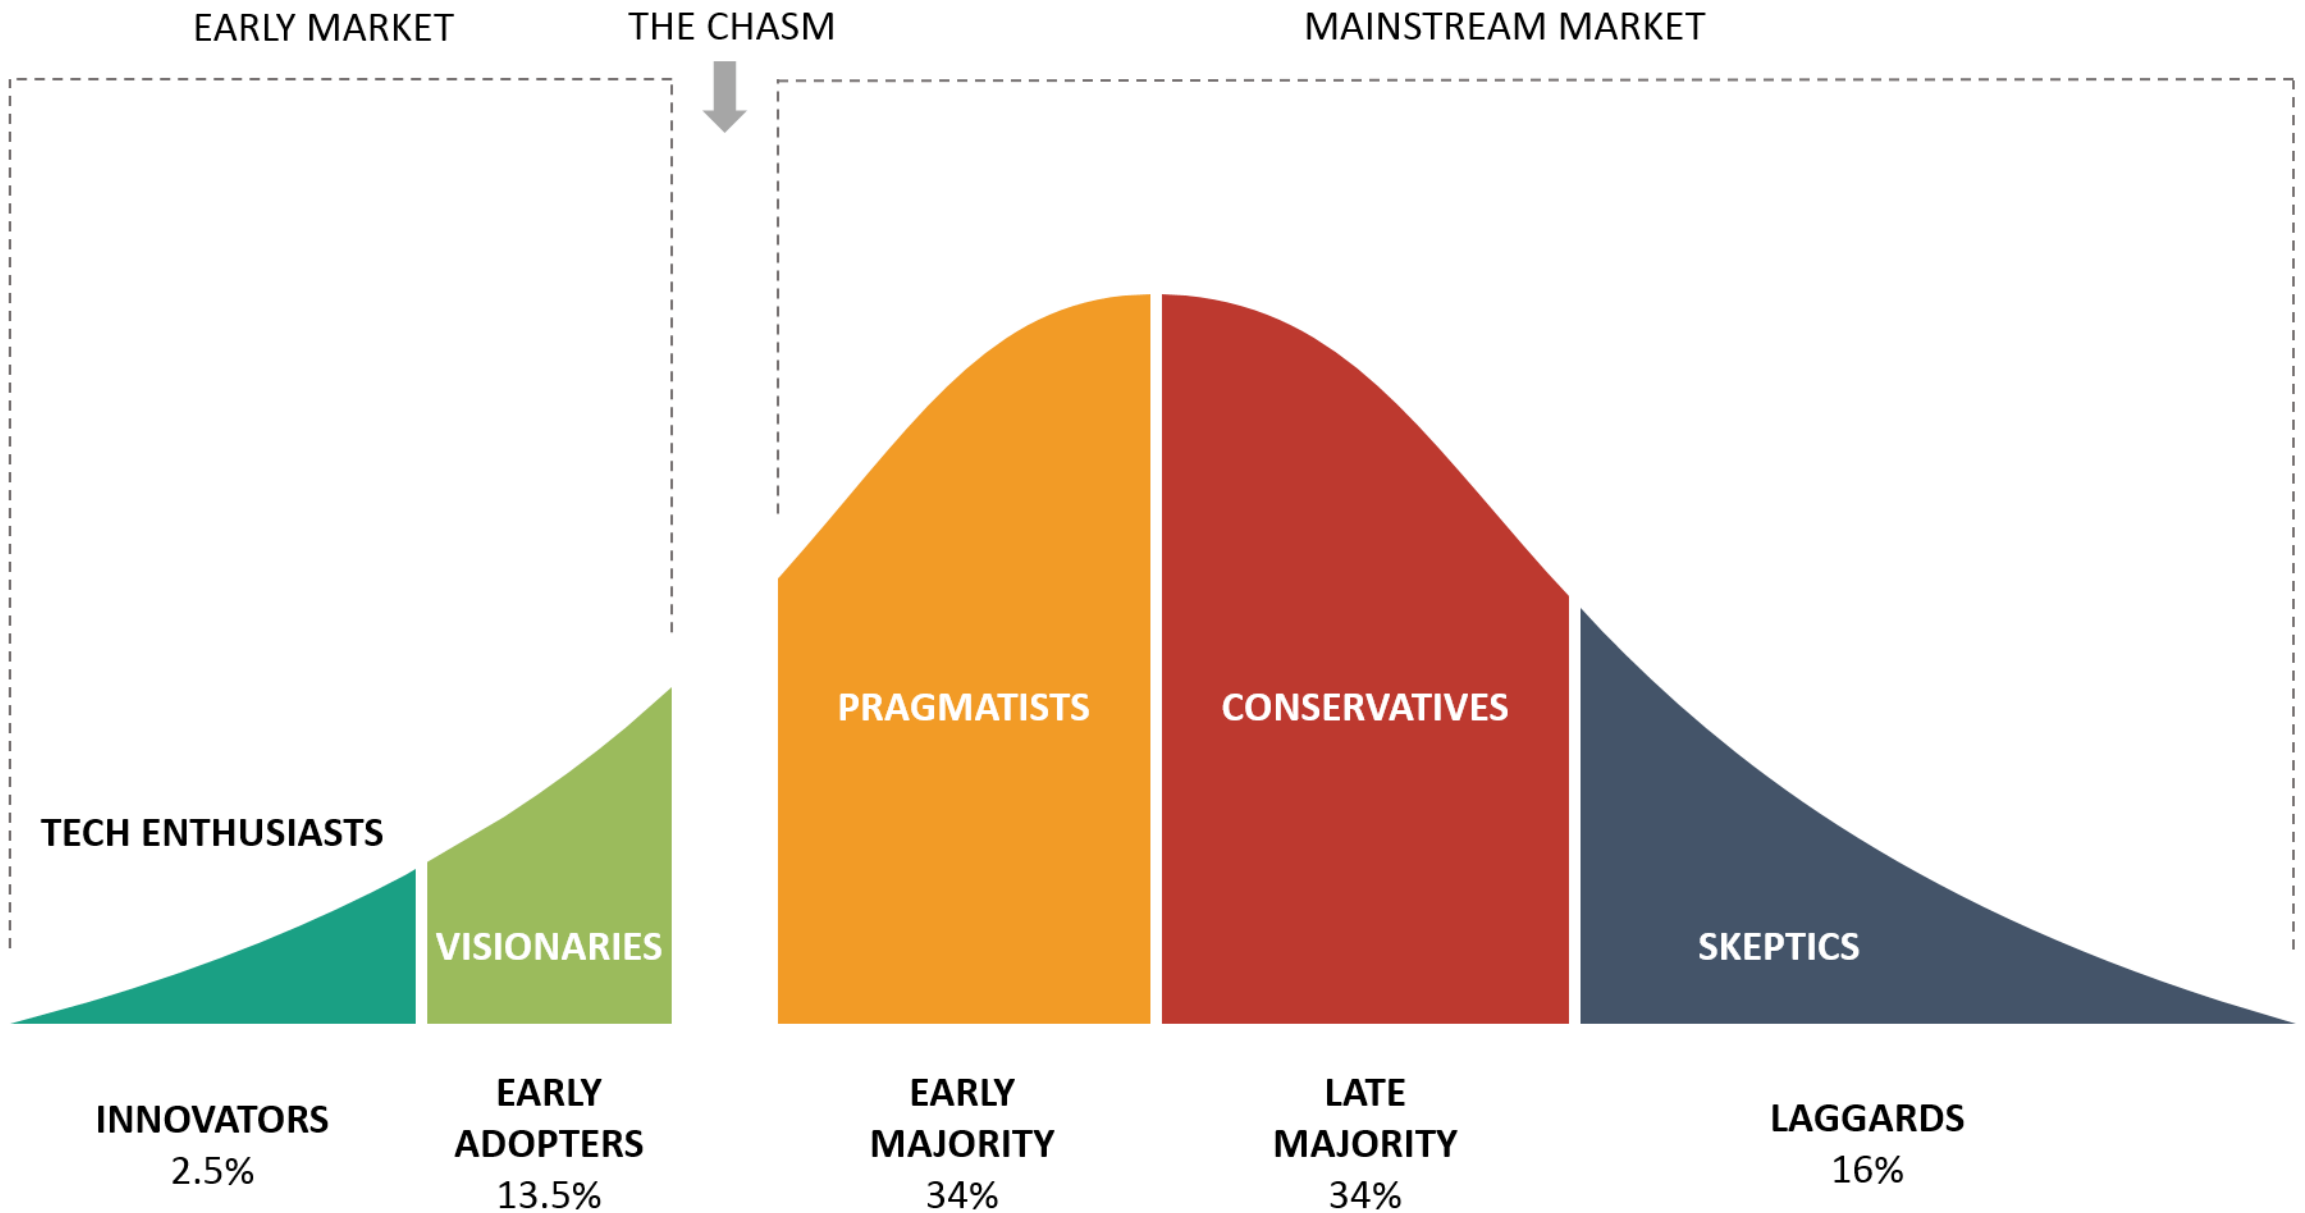 EARLY MARKET
THE CHASM
MAINSTREAM MARKET
PRAGMATISTS
CONSERVATIVES
TECH ENTHUSIASTS
VISIONARIES
SKEPTICS
INNOVATORS
2.5%
EARLY
ADOPTERS
13.5%
EARLY
MAJORITY
34%
LATE
MAJORITY
34%
LAGGARDS
16%